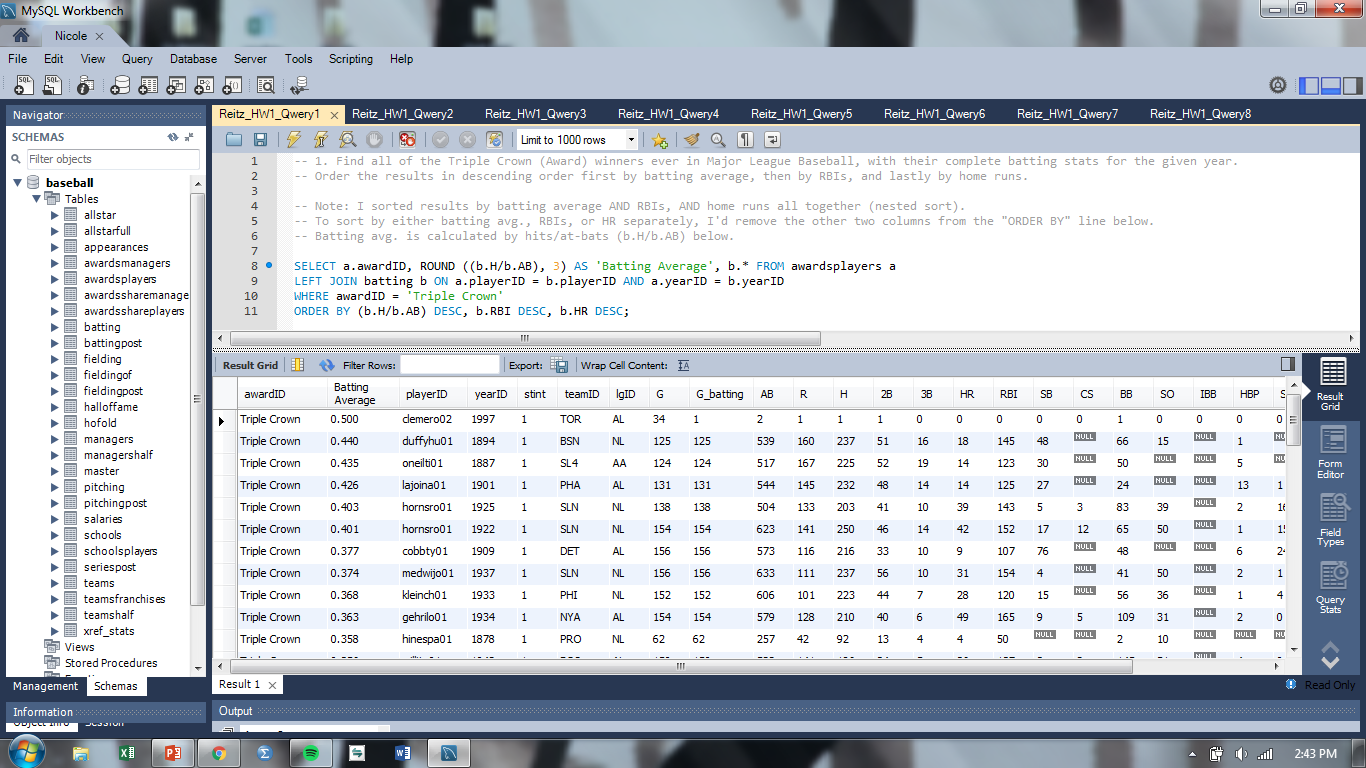 MySQL Workbench
Nicole
File Edit View Query Database Server Tools Scripting Help
Navigator
SCHEMAS
Filter objects
baseball
Tables
allstar
allstarfull
appearances
awardsmanagers
awardsplayers
awardssharemanage
awardsshareplayers
batting
battingpost
fielding
fieldingof
fieldingpost
halloffame
hofold
managers
managershalf
master
pitching
pitchingpost
salaries
schools
schoolsplayers
seriespost
teams
teamsfranchises
teamshalf
xref_stats
Views
Stored Procedures
Management Schemas
Information
Object Info Session
Reitz_HW1_Qwery1 Reitz_HW1_Qwery2 Reitz_HW1_Qwery3 Reitz_HW1_Qwery4 Reitz_HW1_Qwery5 Reitz_HW1_Qwery6 Reitz_HW1_Qwery7 Reitz_HW1_Qwery8
Limit to 1000 rows
1 -- 1. Find all of the Triple Crown (Award) winners ever in Major League Baseball, with their complete batting stats for the given year.
2 -- Order the results in descending order first by batting average, then by RBIs, and lastly by home runs.
3
4 -- Note: I sorted results by batting average AND RBIs, AND home runs all together (nested sort).
5 -- To sort by either batting avg., RBIs, or HR separately, I'd remove the other two columns from the "ORDER BY" line below.
6 -- Batting avg. is calculated by hits/at-bats (b.H/b.AB) below.
7
8 SELECT a.awardID, ROUND ((b.H/b.AB), 3) AS 'Batting Average', b.* FROM awardsplayers a
9 LEFT JOIN batting b ON a.playerID = b.playerID AND a.yearID = b.yearID
10 WHERE awardID = 'Triple Crown'
11 ORDER BY (b.H/b.AB) DESC, b.RBI DESC, b.HR DESC;
Result Grid Filter Rows: Export: Wrap Cell Content:
awardID Batting Average playerID yearID stint teamID lgID G G_batting AB R H 2B 3B HR RBI SB CS BB SO IBB HBP S
Triple Crown 0.500 clemero02 1997 1 TOR AL 34 1 2 1 1 1 0 0 0 0 0 1 0 0 0 0
Triple Crown 0.440 duffyhu01 1894 1 BSN NL 125 125 539 160 237 51 16 18 145 48 NULL 66 15 NULL 1
Triple Crown 0.435 oneilti01 1887 1 SL4 AA 124 124 517 167 225 52 19 14 123 30 NULL 50 NULL NULL 5
Triple Crown 0.426 lajoina01 1901 1 PHA AL 131 131 544 145 232 48 14 14 125 27 NULL 24 NULL NULL 13 1
Triple Crown 0.403 hornsro01 1925 1 SLN NL 138 138 504 133 203 41 10 39 143 5 3 83 39 NULL 2 16
Triple Crown 0.401 hornsro01 1922 1 SLN NL 154 154 623 141 250 46 14 42 152 17 12 65 50 NULL 1 15
Triple Crown 0.377 cobbty01 1909 1 DET AL 156 156 573 116 216 33 10 9 107 76 NULL 48 NULL NULL 6 24
Triple Crown 0.374 medwijo01 1937 1 SLN NL 156 156 633 111 237 56 10 31 154 4 NULL 41 50 NULL 2 1
Triple Crown 0.368 kleinch01 1933 1 PHI NL 152 152 606 101 223 44 7 28 120 15 NULL 56 36 NULL 1 4
Triple Crown 0.363 gehrilo01 1934 1 NYA AL 154 154 579 128 210 40 6 49 165 9 5 109 31 NULL 2 0
Triple Crown 0.358 hinespa01 1878 1 PRO NL 62 62 257 42 92 13 4 4 50 NULL NULL 2 10 NULL NULL
Result Grid
Form Editor
Field Types
Query Stats
Result 1
Read Only
Output
2:43 PM